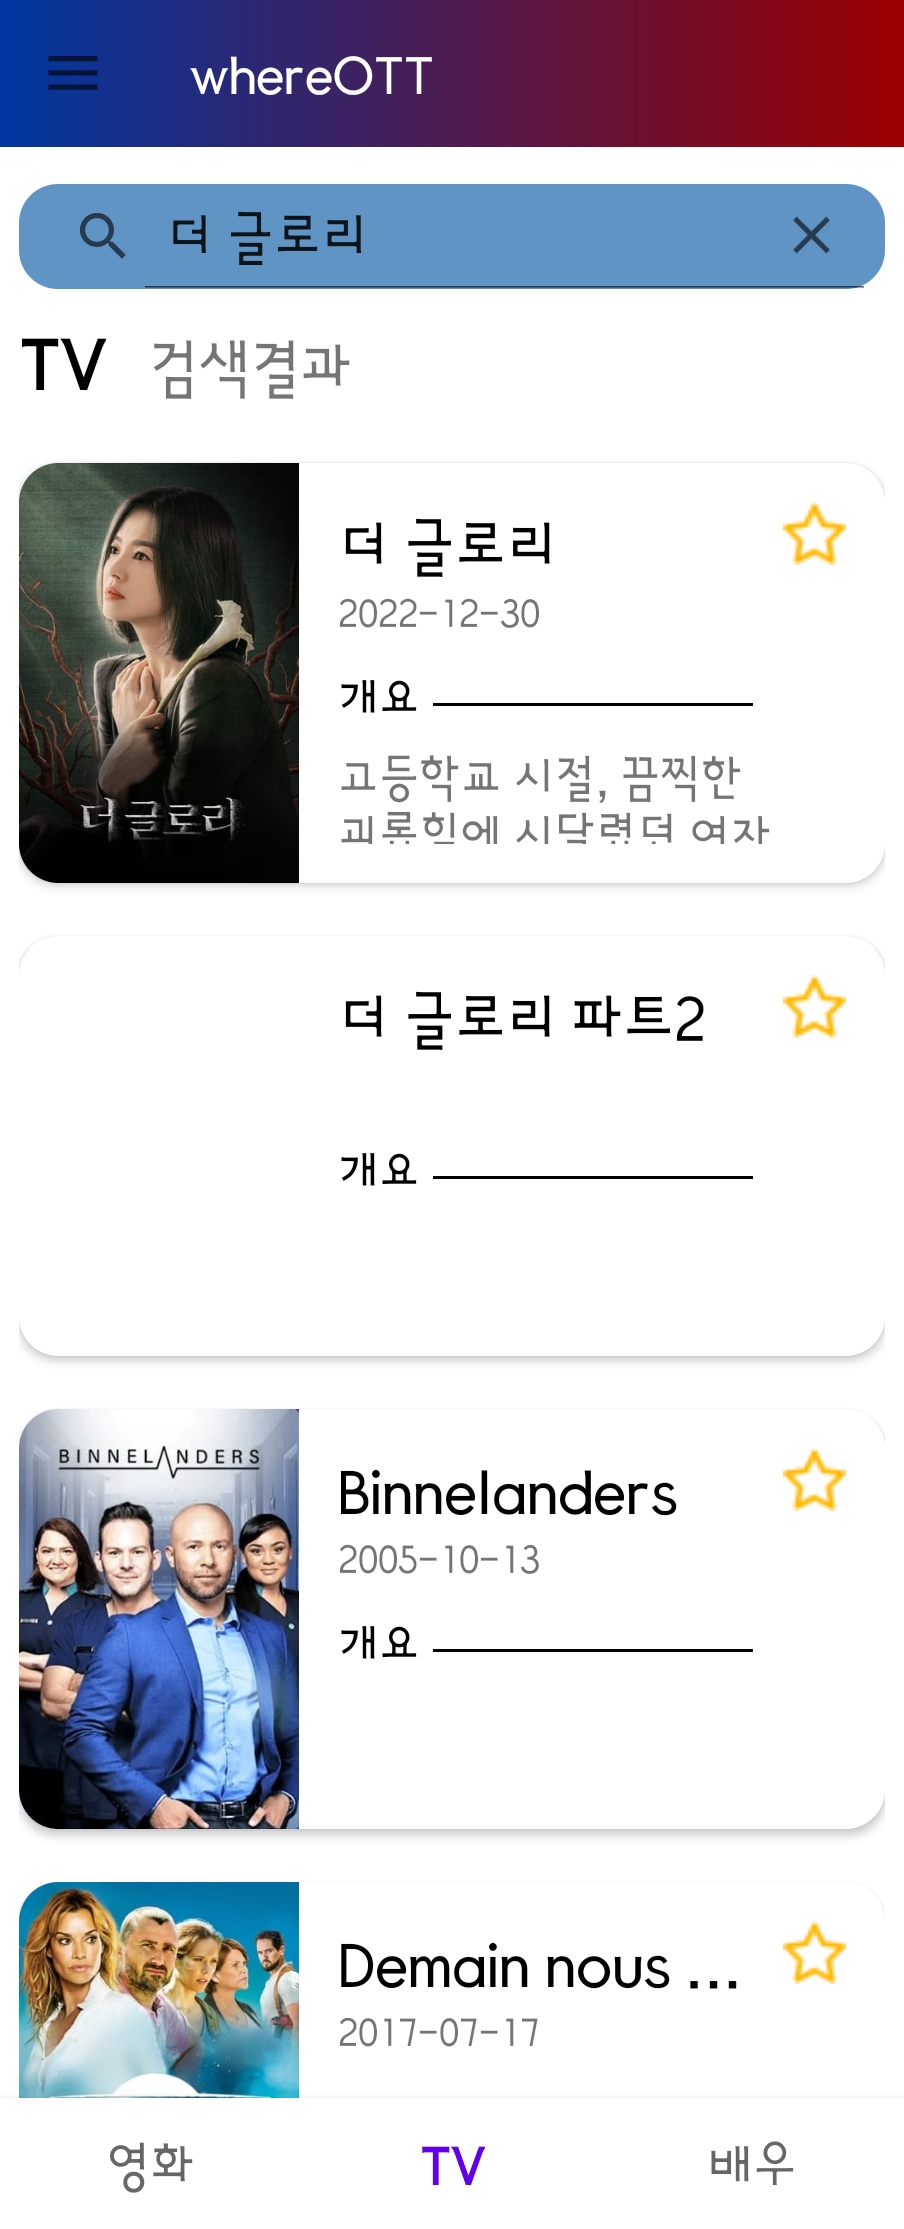 whereOTT
더 글로리
TV 검색결과
더 글로리
더 글로리
2022-12-30
개요
고등학교 시절, 끔찍한
괴롭힘에 시달렸던 여자
더 글로리 파트2
개요
BINNELANDERS
Binnelanders
2005-10-13
개요
Demain nous ...
2017-07-17
영화 TV 배우